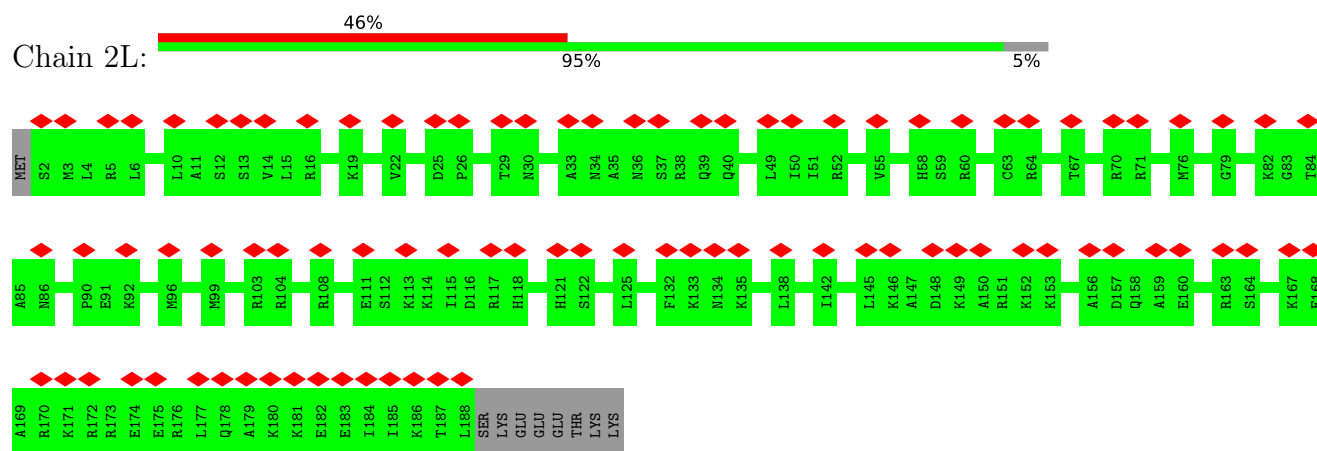 46%
Chain 2L:
95% 5%
MET S2 M3 L4 R5 L6 L10 A11 S12 S13 V14 L15 R16 K19 V22 D25 P26 T29 N30 A33 N34 A35 N36 S37 R38 Q39 Q40 L49 I50 I51 R52 V55 H58 S59 R60 C63 R64 T67 R70 R71 M76 G79 K82 G83 T84
A85 N86 P90 E91 K92 M96 M99 R103 R104 R108 E111 S112 K113 K114 I115 D116 R117 H118 H121 S122 L125 F132 K133 N134 K135 L138 I142 L145 K146 A147 D148 K149 A150 R151 K152 K153 A156 D157 Q158 A159 E160 R163 S164 K167 E168
A169 R170 K171 R172 R173 E174 E175 R176 L177 Q178 A179 K180 K181 E182 E183 I184 I185 K186 T187 L188 SER LYS GLU GLU GLU THR LYS LYS